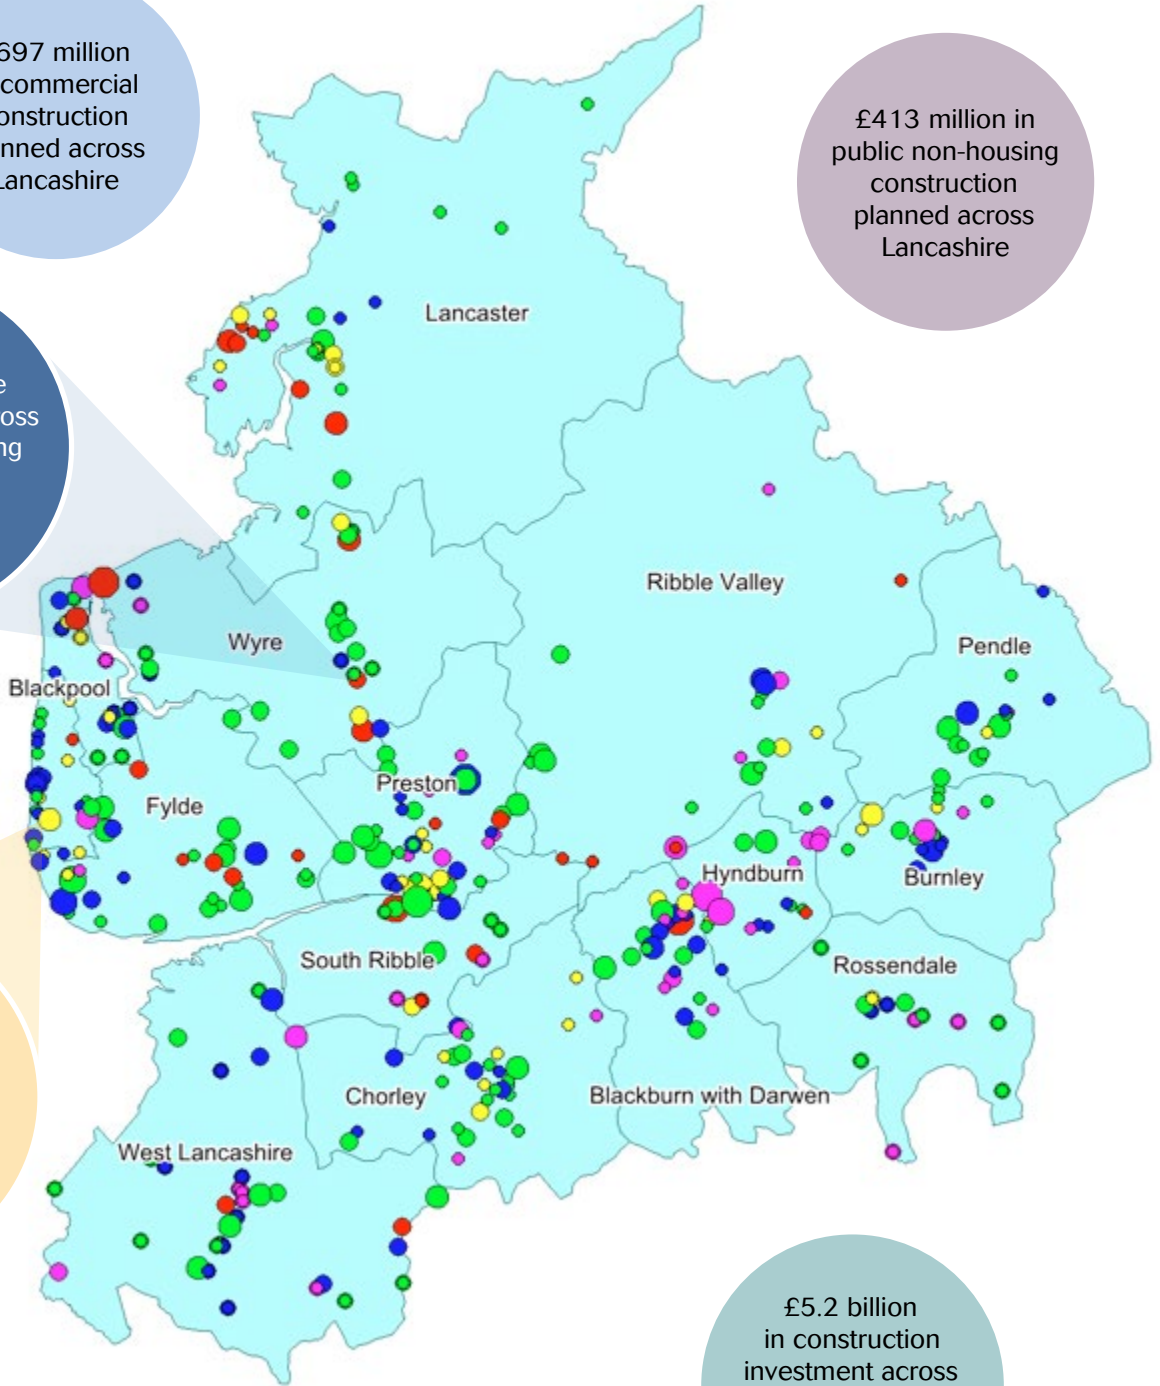 697 million
commercial
onstruction
nned across
Lancashire
£413 million in
public non-housing
construction
planned across
Lancashire
e
oss
ng
Lancaster
Ribble Valley
Pendle
Wyre
Blackpool
Preston
Fylde
Hyndburn
Burnley
South Ribble
Rossendale
Chorley
Blackburn with Darwen
West Lancashire
£5.2 billion
in construction
investment across